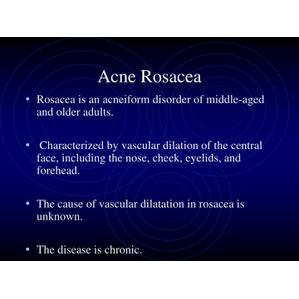 Acne Rosacea
• Rosacea is an acneiform disorder of middle-aged
and older adults.
• Characterized by vascular dilation of the central
face, including the nose, cheek, eyelids, and
forehead.
• The cause of vascular dilatation in rosacea is
unknown.
• The disease is chronic.